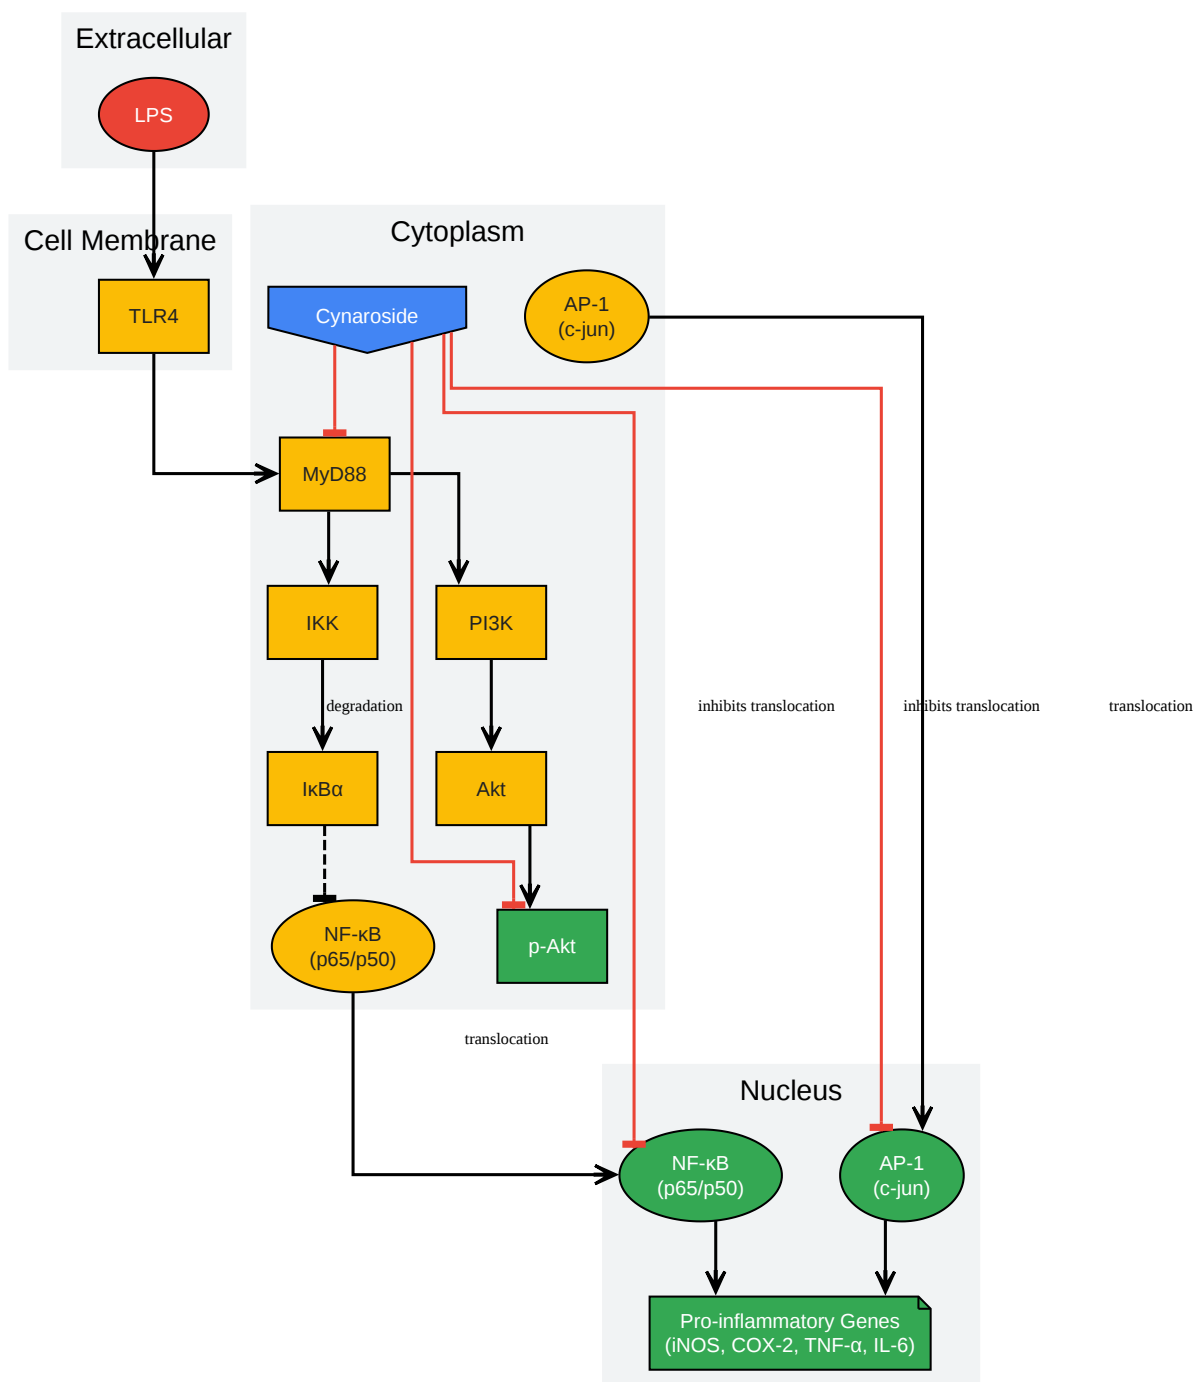 Extracellular
LPS
Cell Membrane
TLR4
Cytoplasm
Cynaroside
AP-1
(c-jun)
MyD88
IKK
PI3K
degradation
inhibits translocation
inhibits translocation
translocation
IκBα
Akt
NF-κB
(p65/p50)
p-Akt
translocation
Nucleus
NF-κB
(p65/p50)
AP-1
(c-jun)
Pro-inflammatory Genes
(iNOS, COX-2, TNF-α, IL-6)